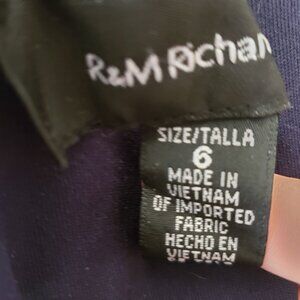 R&M Richar
SIZE/TALLA
6
MADE IN
VIETNAM
OF IMPORTED
FABRIC
HECHO EN
VIETNAM